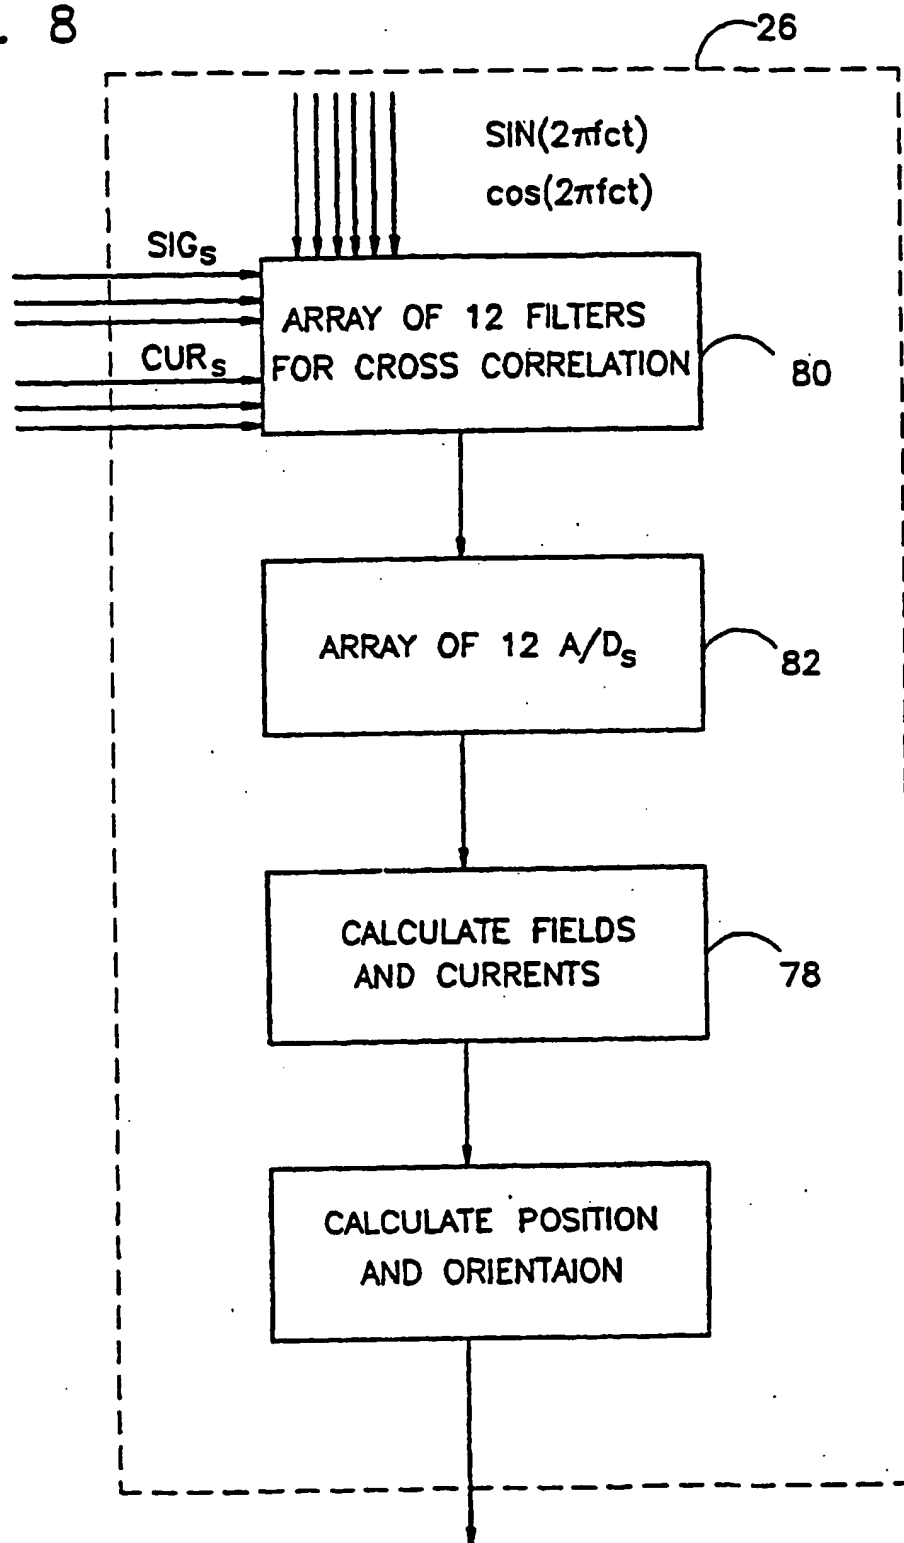 . 8
26
SIN(2πfct)
cos(2πfct)
SIGs
ARRAY OF 12 FILTERS
FOR CROSS CORRELATION
CURs
80
ARRAY OF 12 A/Ds
82
CALCULATE FIELDS
AND CURRENTS
78
CALCULATE POSITION
AND ORIENTAION